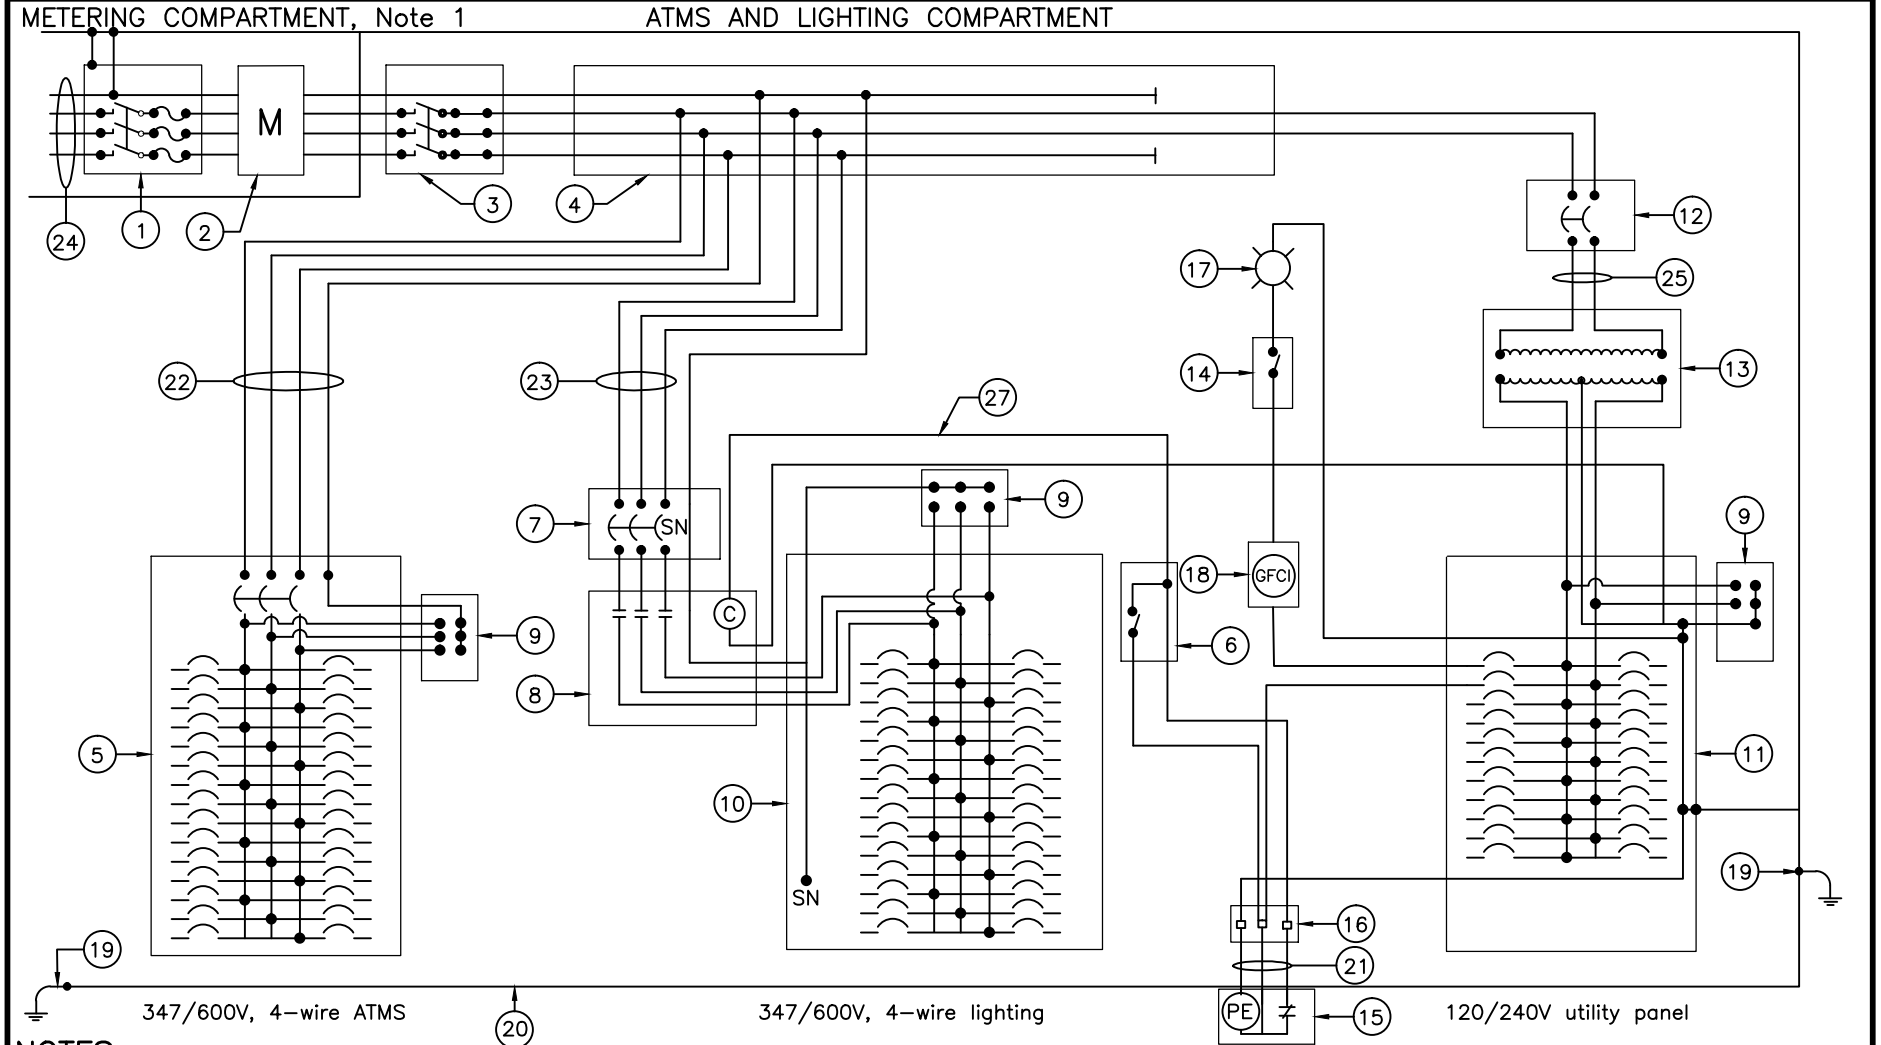 METERING COMPARTMENT, Note 1
ATMS AND LIGHTING COMPARTMENT
M
24
1
2
3
4
12
17
25
22
23
14
13
27
7
SN
9
9
18
GFCI
C
9
6
8
5
10
11
SN
19
16
19
21
347/600V, 4-wire ATMS
20
347/600V, 4-wire lighting
PE
15
120/240V utility panel
NOTES